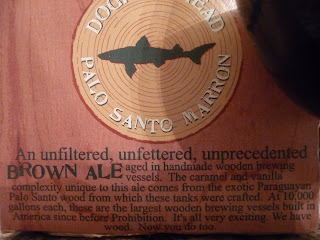 DOGFISH HEAD
PALO SANTO MARRON
An unfiltered, unfettered, unprecedented
BROWN ALE aged in handmade wooden brewing
vessels. The caramel and vanilla
complexity unique to this ale comes from the exotic Paraguayan
Palo Santo wood from which these tanks were crafted. At 10,000
gallons each, these are the largest wooden brewing vessels built in
America since before Prohibition. It's all very exciting. We have
wood. Now you do too.